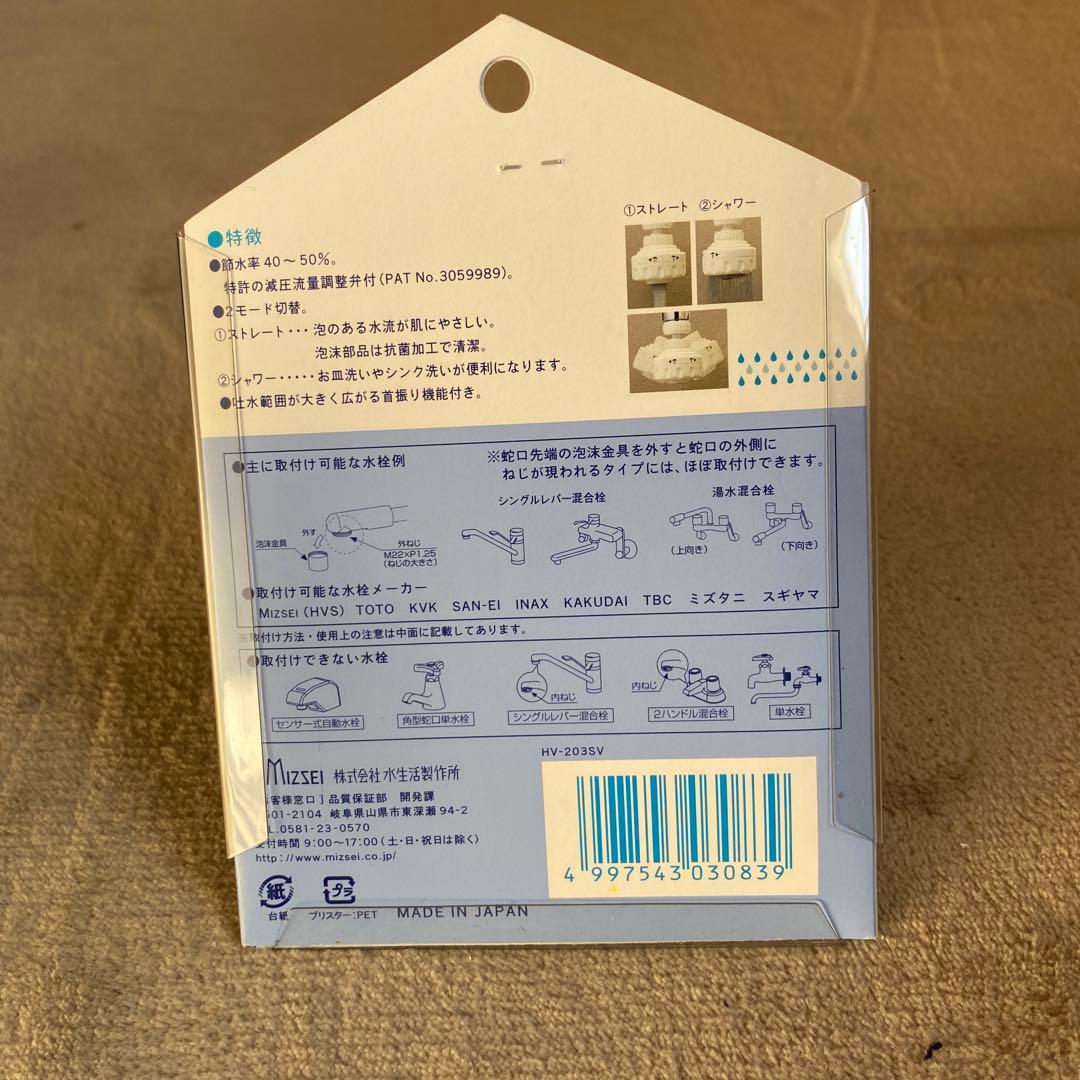 ●特徴
●節水率40～50%。
特許の減圧流量調整弁付(PAT No.3059989)。
●2モード切替。
①ストレート･･･泡のある水流が肌にやさしい。
泡沫部品は抗菌加工で清潔。
②シャワー･････お皿洗いやシンク洗いが便利になります。
●吐水範囲が大きく広がる首振り機能付き。
①ストレート ②シャワー
●主に取付け可能な水栓例
※蛇口先端の泡沫金具を外すと蛇口の外側に
ねじが現われるタイプには、ほぼ取付けできます。
シングルレバー混合栓
湯水混合栓
外す
泡沫金具
外ねじ
M22×P1.25
(ねじの大きさ)
(上向き)
(下向き)
●取付け可能な水栓メーカー
MIZSEI (HVS) TOTO KVK SAN-EI INAX KAKUDAI TBC ミズタニ スギヤマ
※取付け方法・使用上の注意は中面に記載してあります。
●取付けできない水栓
内ねじ
内ねじ
センサー式自動水栓
角型蛇口単水栓
シングルレバー混合栓
2ハンドル混合栓
単水栓
HV-203SV
MIZSEI 株式会社 水生活製作所
客様窓口］品質保証部 開発課
501-2104 岐阜県山県市東深瀬94-2
TEL.0581-23-0570
受付時間 9:00～17:00(土・日・祝日は除く)
http://www.mizsei.co.jp/
4 997543 030839
紙
プラ
台紙
ブリスター:PET
MADE IN JAPAN